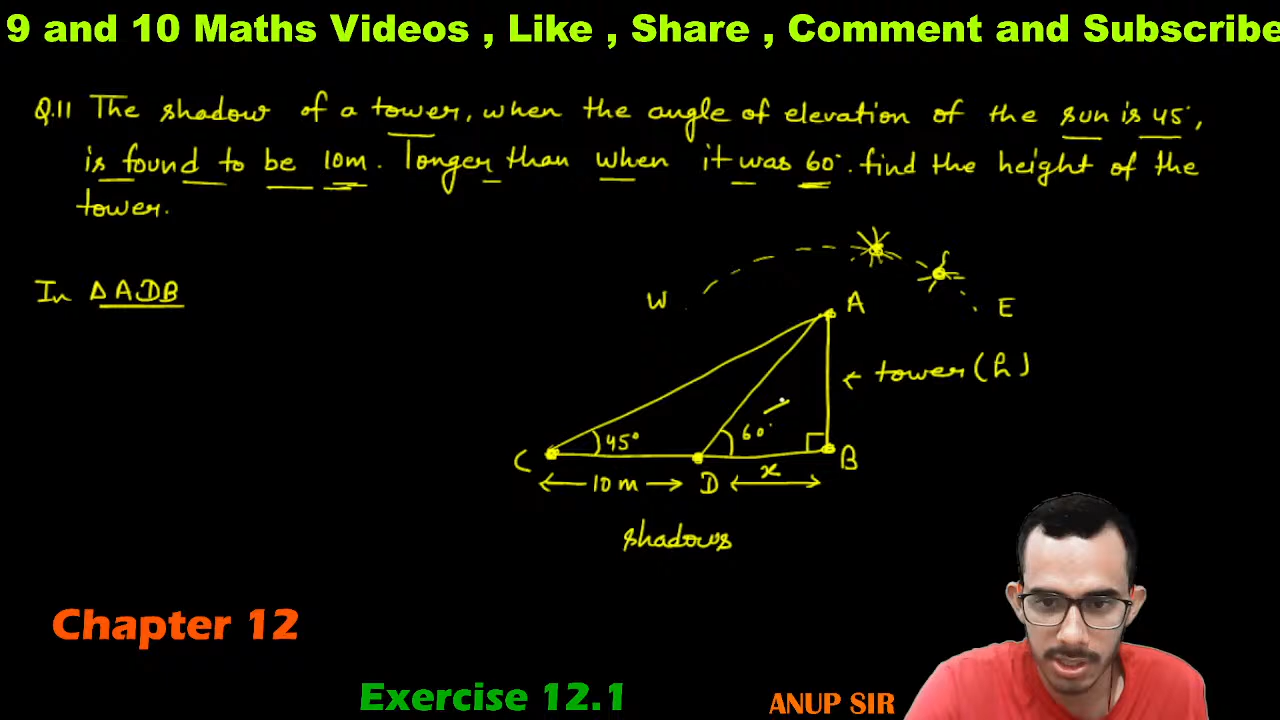 9 and 10 Maths Videos , Like , Share , Comment and Subscribe
Q.11 The shadow of a tower, when the angle of elevation of the sun is 45°,
is found to be 10m. Longer than when it was 60°. find the height of the
tower.
In Δ ADB
W
E
A
← tower (h)
45°
60°
C
B
10 m
D
x
shadows
Chapter 12
Exercise 12.1
ANUP SIR